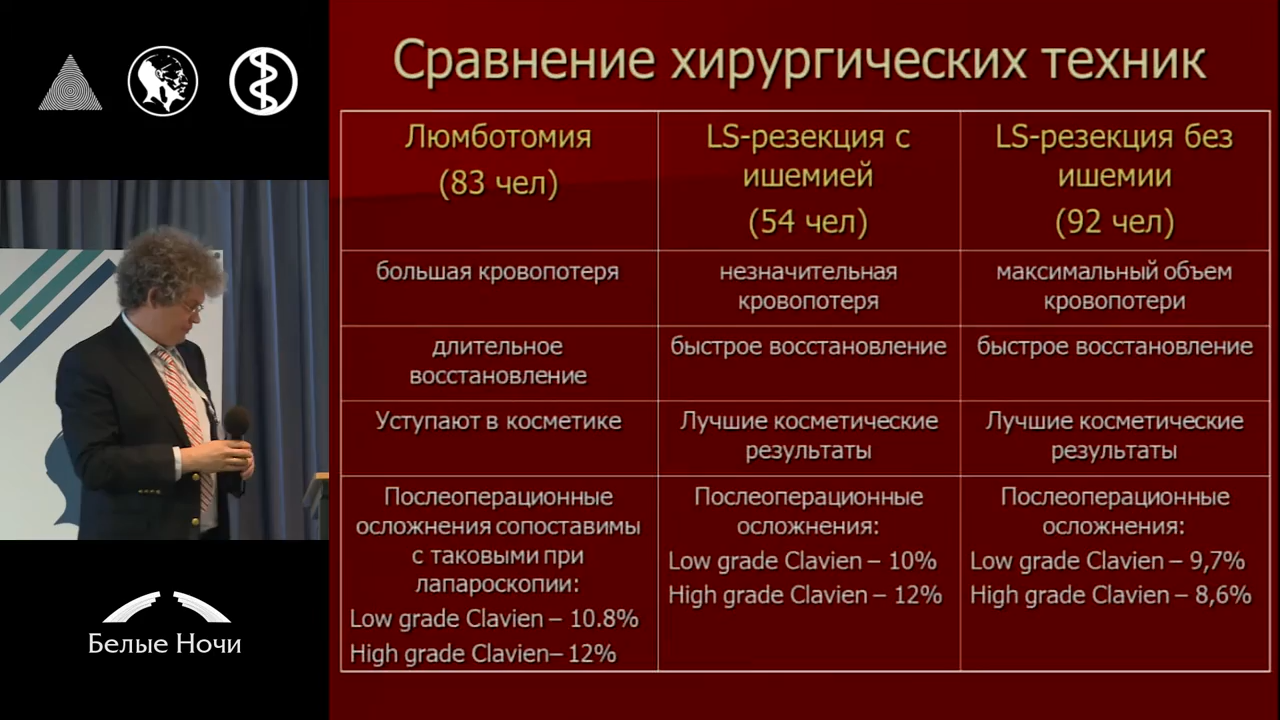 Сравнение хирургических техник
Люмботомия
(83 чел)
LS-резекция с
ишемией
(54 чел)
LS-резекция без
ишемии
(92 чел)
большая кровопотеря
незначительная
кровопотеря
максимальный объем
кровопотери
длительное
восстановление
быстрое восстановление
быстрое восстановление
Уступают в косметике
Лучшие косметические
результаты
Лучшие косметические
результаты
Послеоперационные
осложнения сопоставимы
с таковыми при
лапароскопии:
Low grade Clavien – 10.8%
High grade Clavien– 12%
Послеоперационные
осложнения:
Low grade Clavien – 10%
High grade Clavien – 12%
Послеоперационные
осложнения:
Low grade Clavien – 9,7%
High grade Clavien – 8,6%
Белые Ночи